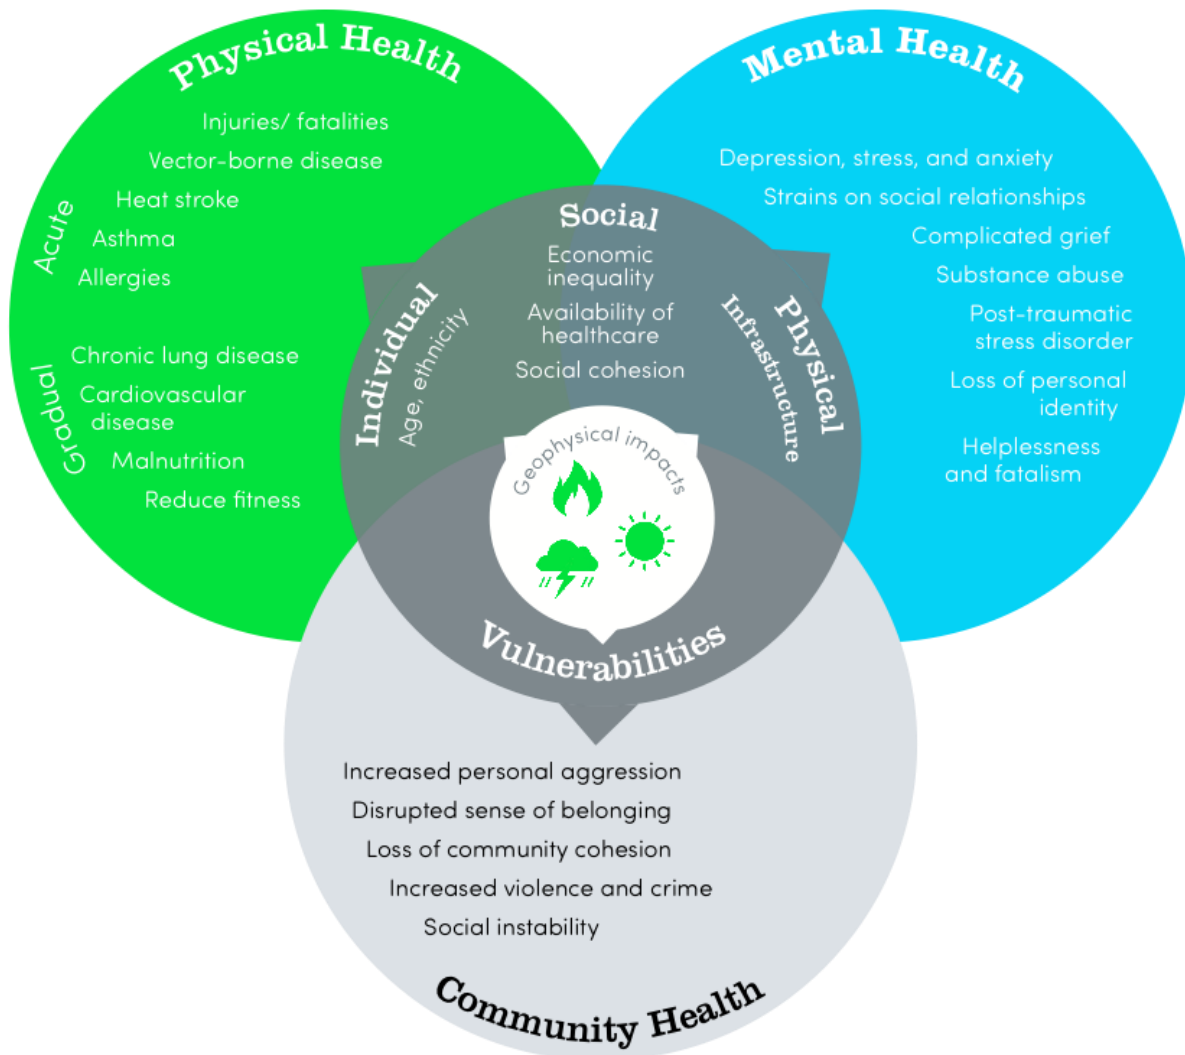 Physical Health
Injuries/ fatalities
Vector-borne disease
Heat stroke
Asthma
Allergies
Acute
Chronic lung disease
Cardiovascular
disease
Malnutrition
Reduce fitness
Gradual
Mental Health
Depression, stress, and anxiety
Strains on social relationships
Complicated grief
Substance abuse
Post-traumatic
stress disorder
Loss of personal
identity
Helplessness
and fatalism
Social
Economic
inequality
Availability of
healthcare
Social cohesion
Individual
Age, ethnicity
Physical
Infrastructure
Geophysical impacts
Vulnerabilities
Increased personal aggression
Disrupted sense of belonging
Loss of community cohesion
Increased violence and crime
Social instability
Community Health